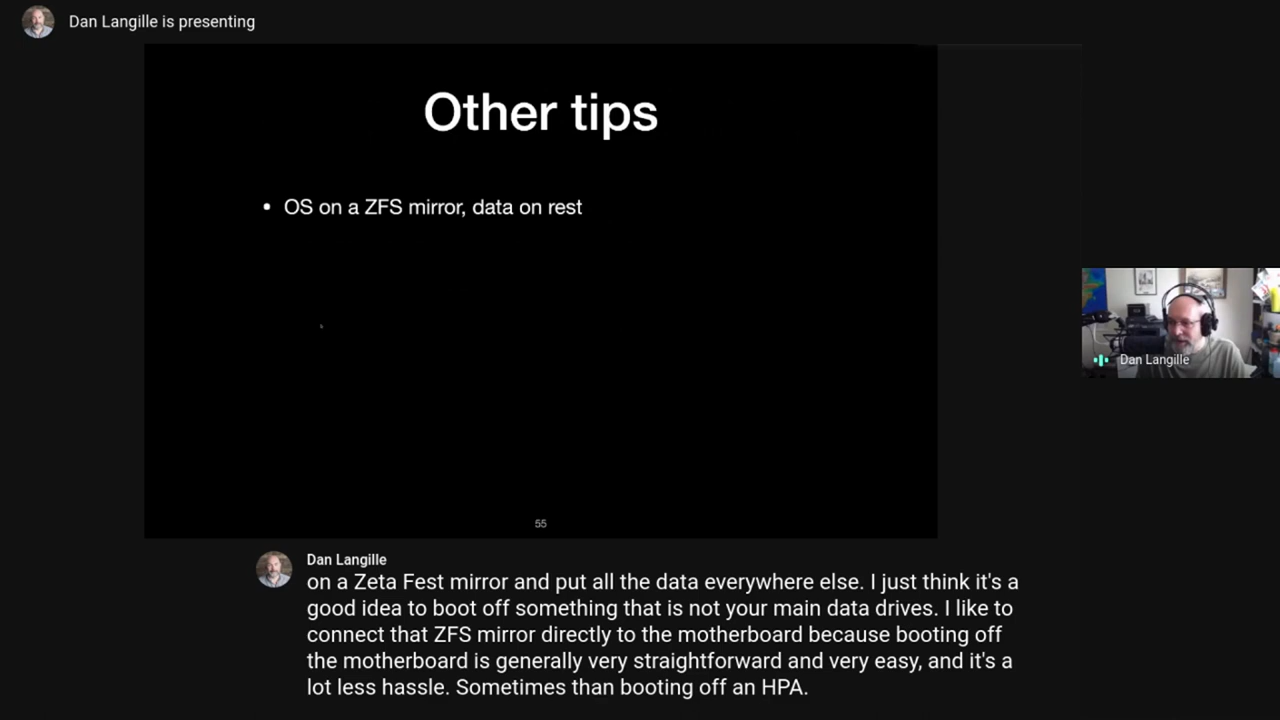 Dan Langille is presenting
Other tips
• OS on a ZFS mirror, data on rest
55
Dan Langille
Dan Langille
on a Zeta Fest mirror and put all the data everywhere else. I just think it's a
good idea to boot off something that is not your main data drives. I like to
connect that ZFS mirror directly to the motherboard because booting off
the motherboard is generally very straightforward and very easy, and it's a
lot less hassle. Sometimes than booting off an HPA.